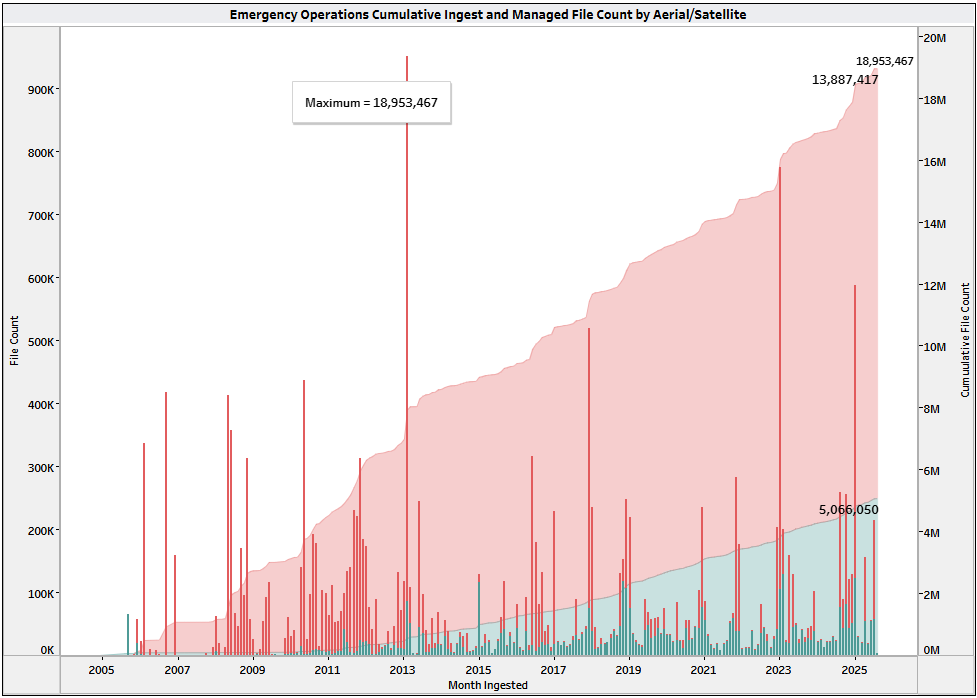 Emergency Operations Cumulative Ingest and Managed File Count by Aerial/Satellite
20M
18,953,467
13,887,417
900K
Maximum = 18,953,467
18M
800K
16M
700K
14M
600K
12M
500K
10M
File Count
Cumuulative File Count
400K
8M
300K
6M
5,066,050
200K
4M
100K
2M
0K
0M
2005 2007 2009 2011 2013 2015 2017 2019 2021 2023 2025
Month Ingested